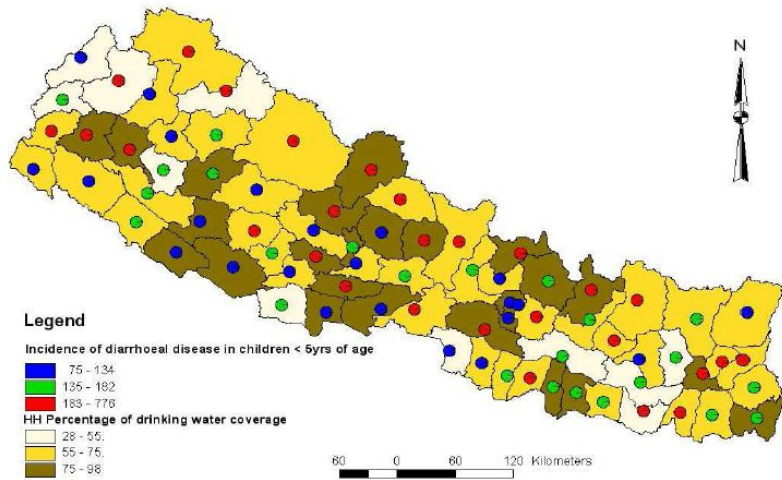 N
Legend
Incidence of diarrhoeal disease in children < 5yrs of age
75 - 134
135 - 182
183 - 776
HH Percentage of drinking water coverage
28 - 55.
55 - 75.
75 - 98
60 0 60 120 Kilometers